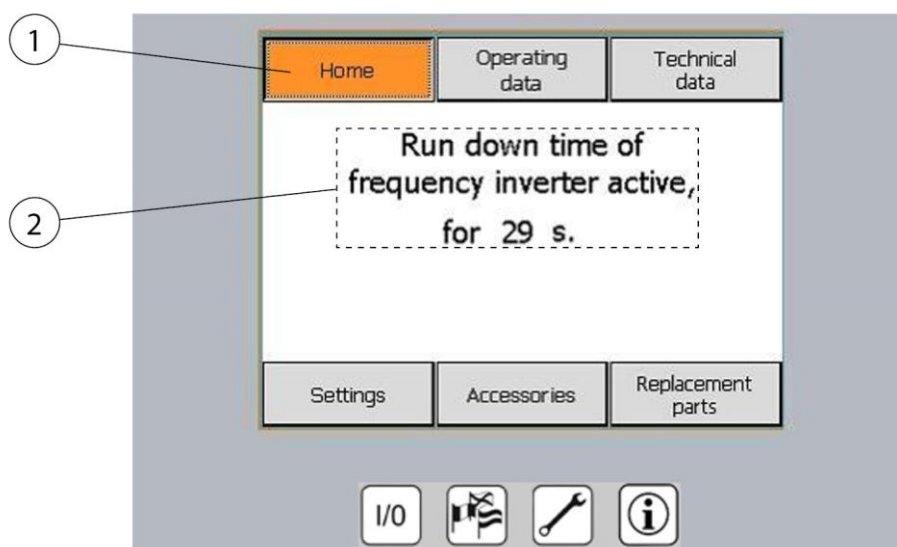 1
Home
Operating
data
Technical
data
Run down time of
frequency inverter active,
2
for 29 s.
Settings
Accessories
Replacement
parts
I/0
i